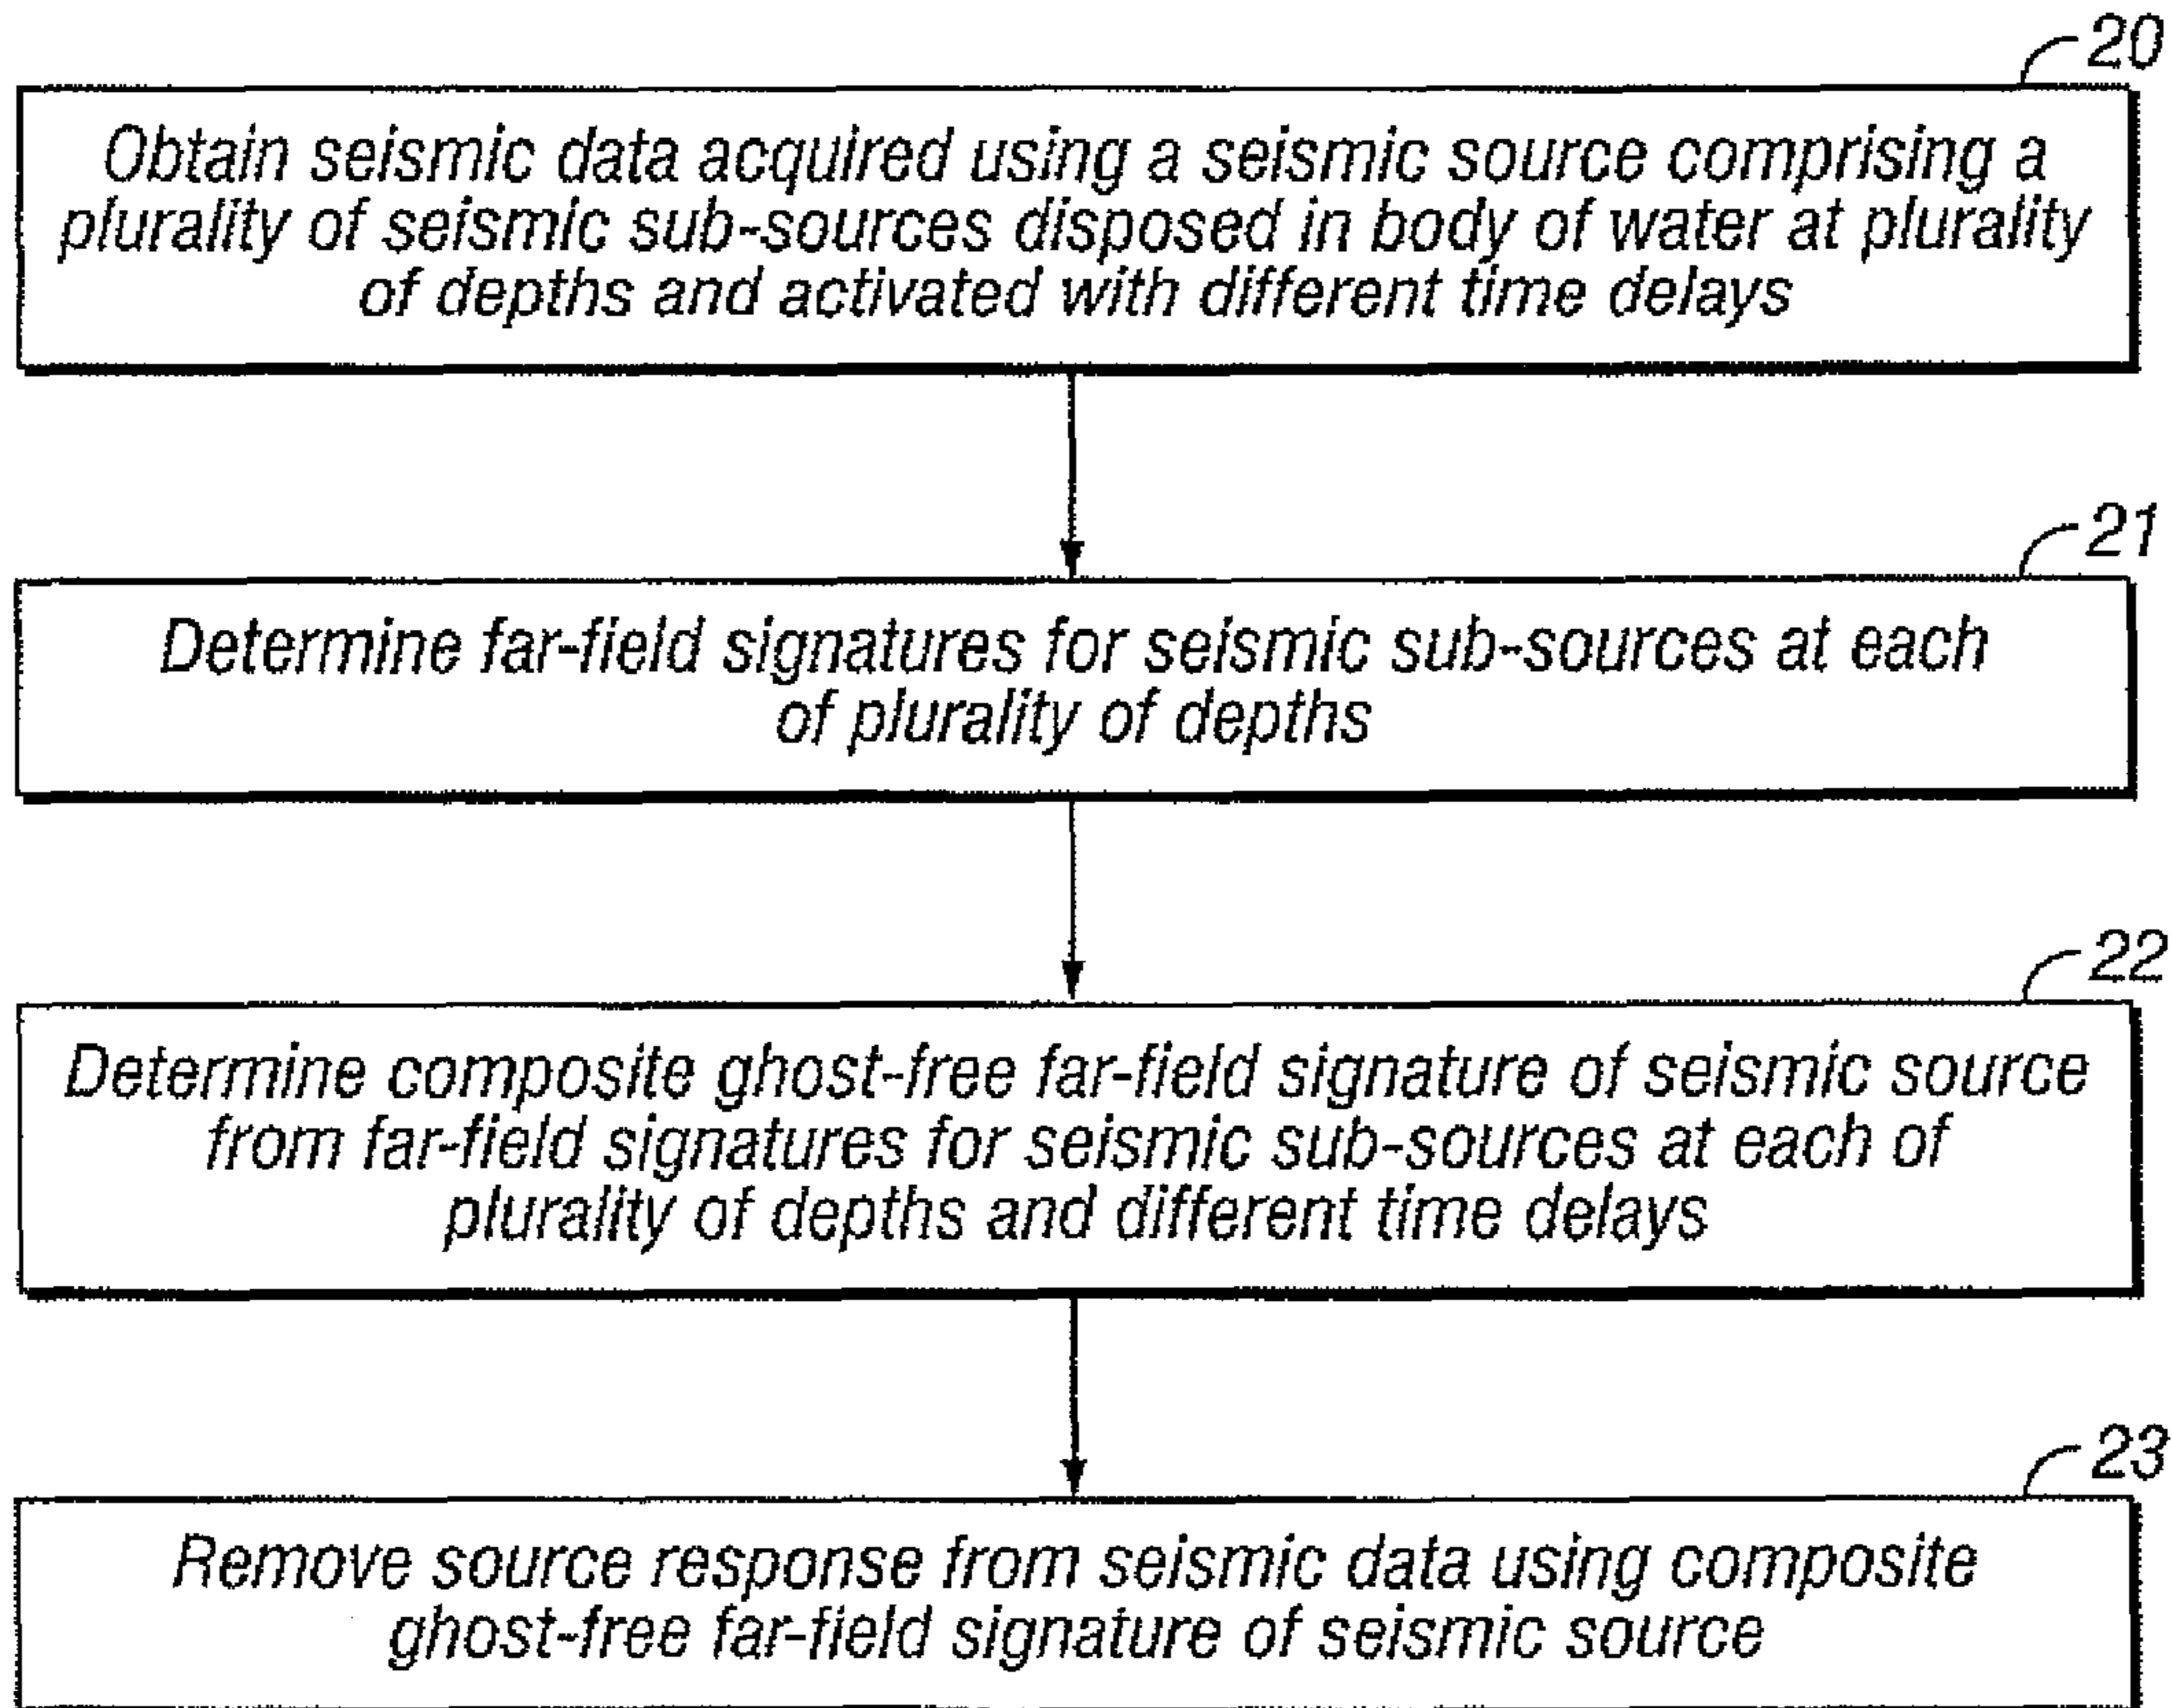 20
Obtain seismic data acquired using a seismic source comprising a
plurality of seismic sub-sources disposed in body of water at plurality
of depths and activated with different time delays
21
Determine far-field signatures for seismic sub-sources at each
of plurality of depths
22
Determine composite ghost-free far-field signature of seismic source
from far-field signatures for seismic sub-sources at each of
plurality of depths and different time delays
23
Remove source response from seismic data using composite
ghost-free far-field signature of seismic source